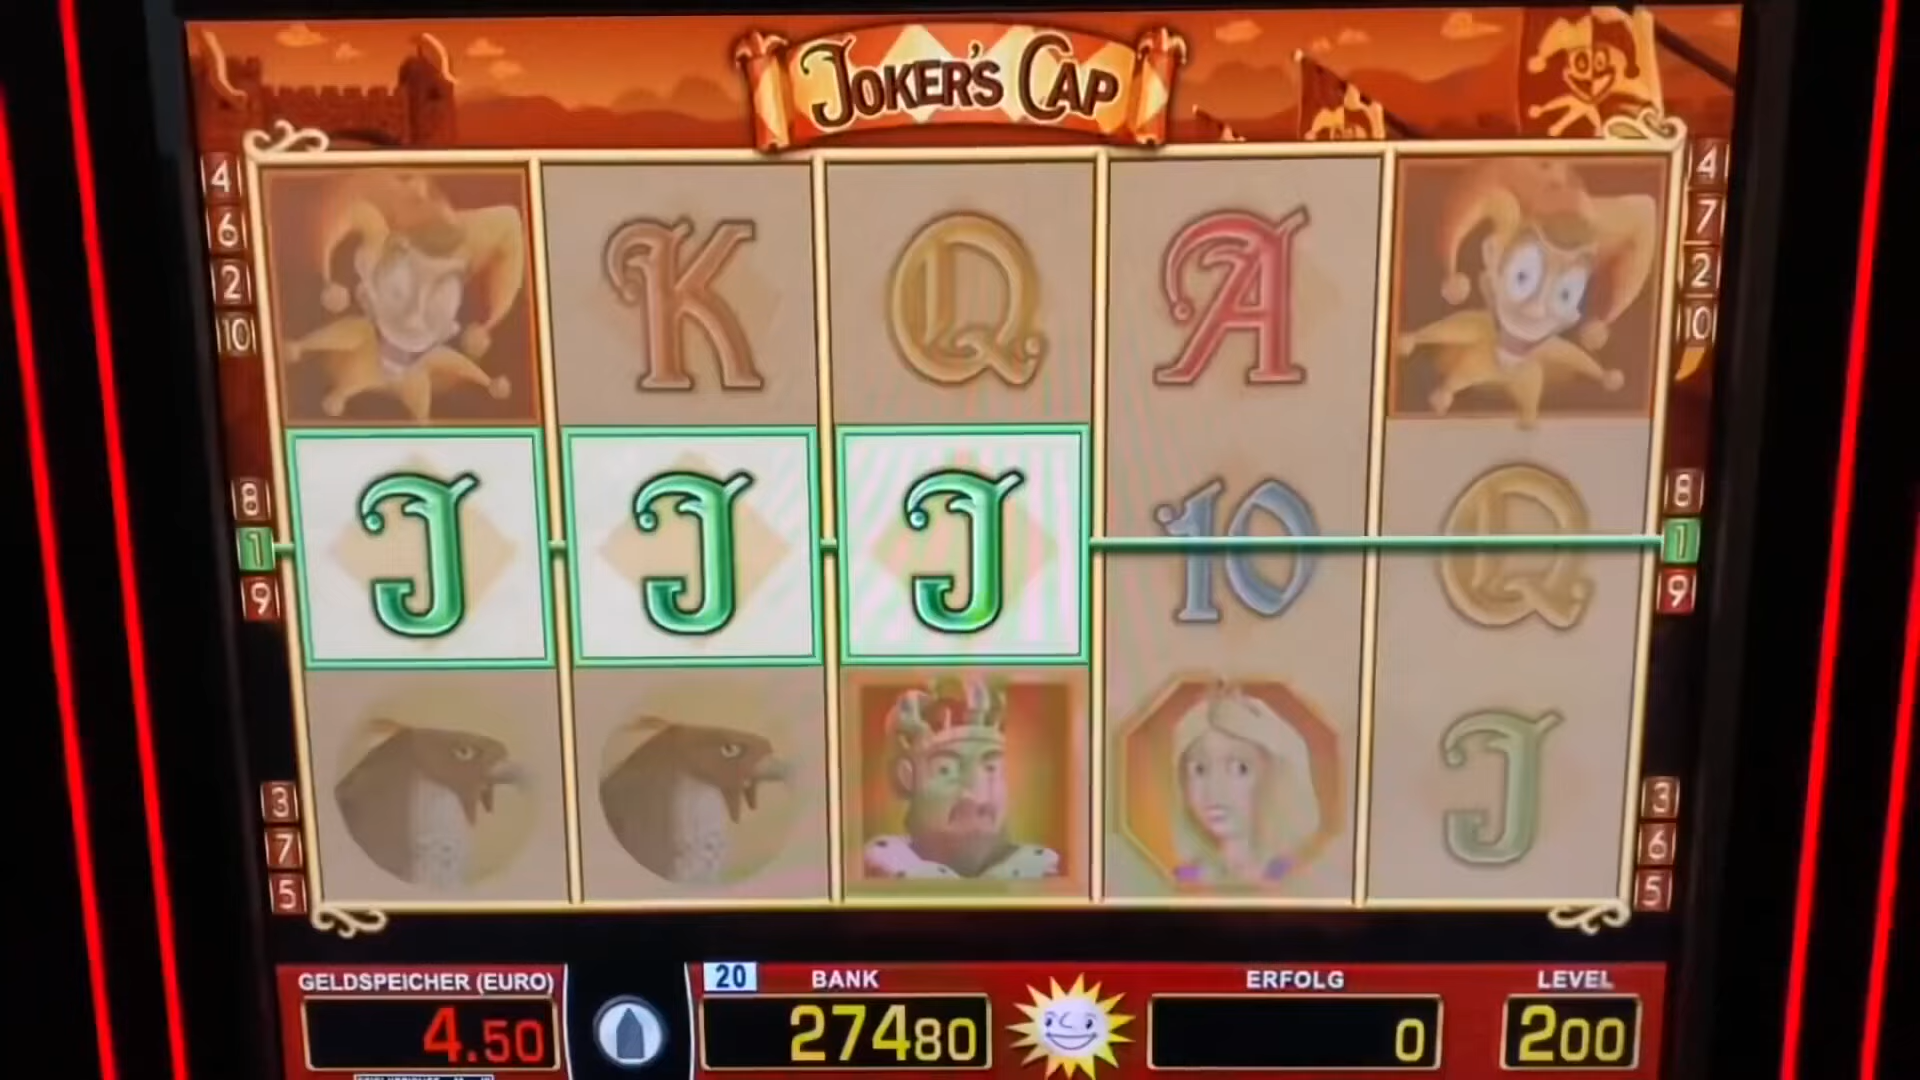 JOKER'S CAP
4 4
6 K Q A 7
2 2
10 10
8 8
1 J J J 10 Q 1
9 9
3 J 3
7 6
5 5
GELDSPEICHER (EURO) 20 BANK ERFOLG LEVEL
4.50 27480 0 200